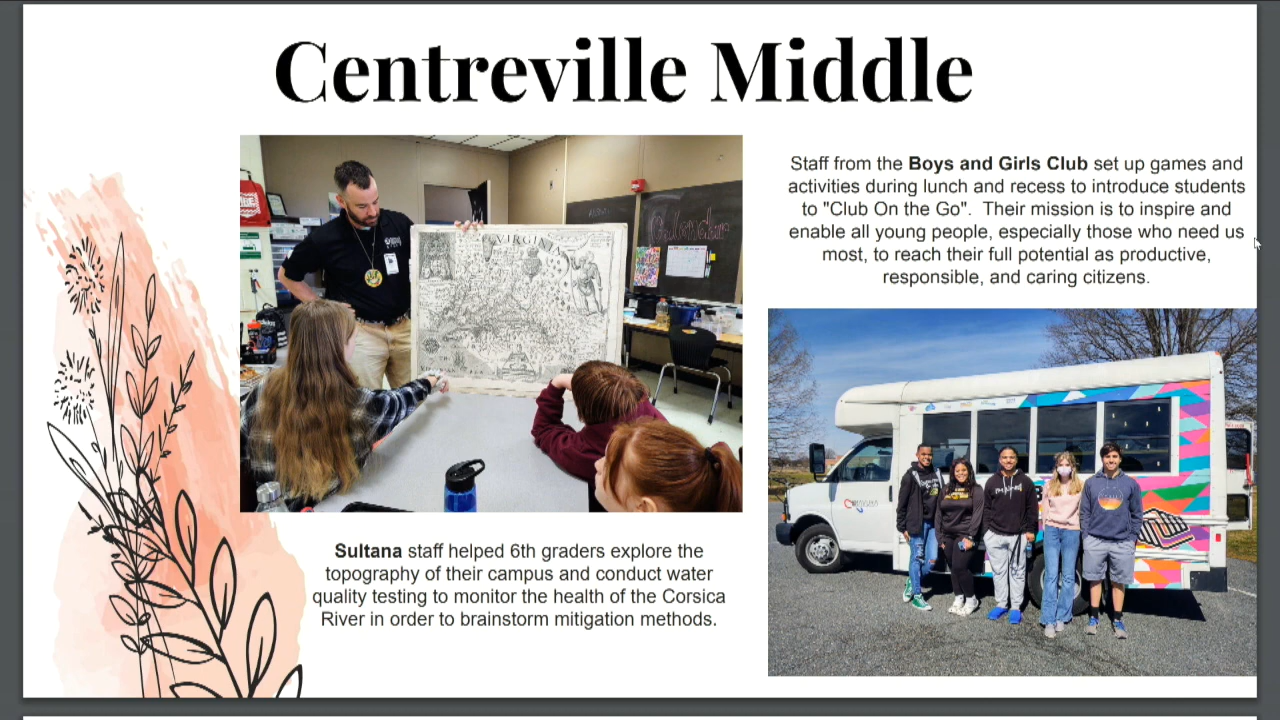 Centreville Middle
Staff from the Boys and Girls Club set up games and
activities during lunch and recess to introduce students
to "Club On the Go".  Their mission is to inspire and
enable all young people, especially those who need us
most, to reach their full potential as productive,
responsible, and caring citizens.
VIRGINIA
Calendar
Sultana staff helped 6th graders explore the
topography of their campus and conduct water
quality testing to monitor the health of the Corsica
River in order to brainstorm mitigation methods.